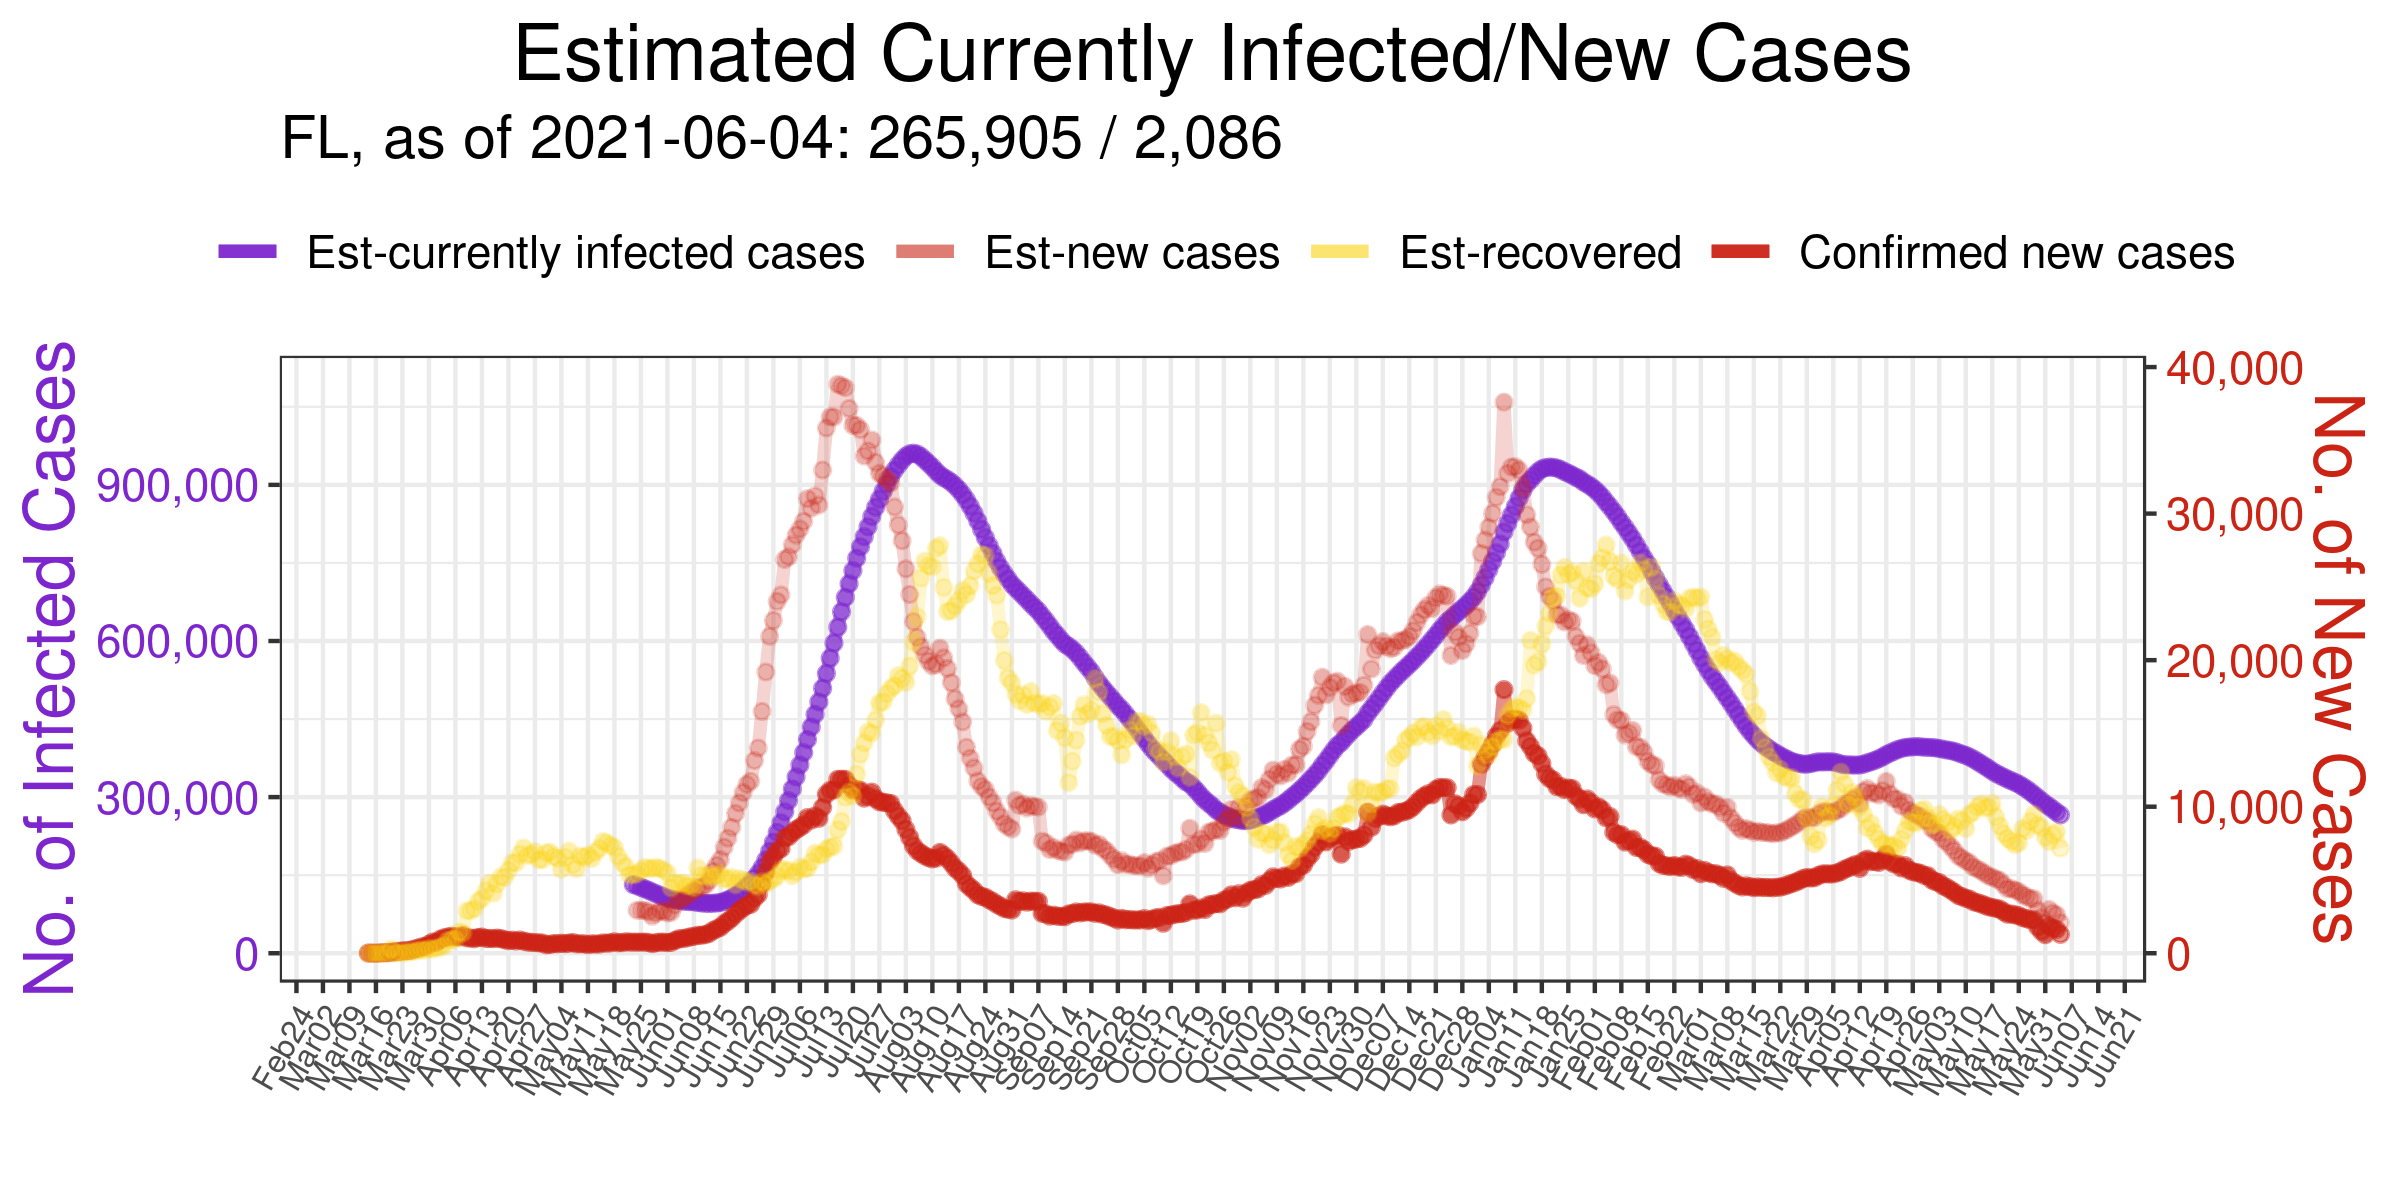 Estimated Currently Infected/New Cases
FL, as of 2021-06-04: 265,905 / 2,086
Est-currently infected cases Est-new cases Est-recovered Confirmed new cases
No. of Infected Cases
900,000
600,000
300,000
0
40,000
30,000
20,000
10,000
0
No. of New Cases
Feb24 Mar02 Mar09 Mar16 Mar23 Mar30 Apr06 Apr13 Apr20 Apr27 May04 May11 May18 May25 Jun01 Jun08 Jun15 Jun22 Jun29 Jul06 Jul13 Jul20 Jul27 Aug03 Aug10 Aug17 Aug24 Aug31 Sep07 Sep14 Sep21 Sep28 Oct05 Oct12 Oct19 Oct26 Nov02 Nov09 Nov16 Nov23 Nov30 Dec07 Dec14 Dec21 Dec28 Jan04 Jan11 Jan18 Jan25 Feb01 Feb08 Feb15 Feb22 Mar01 Mar08 Mar15 Mar22 Mar29 Apr05 Apr12 Apr19 Apr26 May03 May10 May17 May24 May31 Jun07 Jun14 Jun21